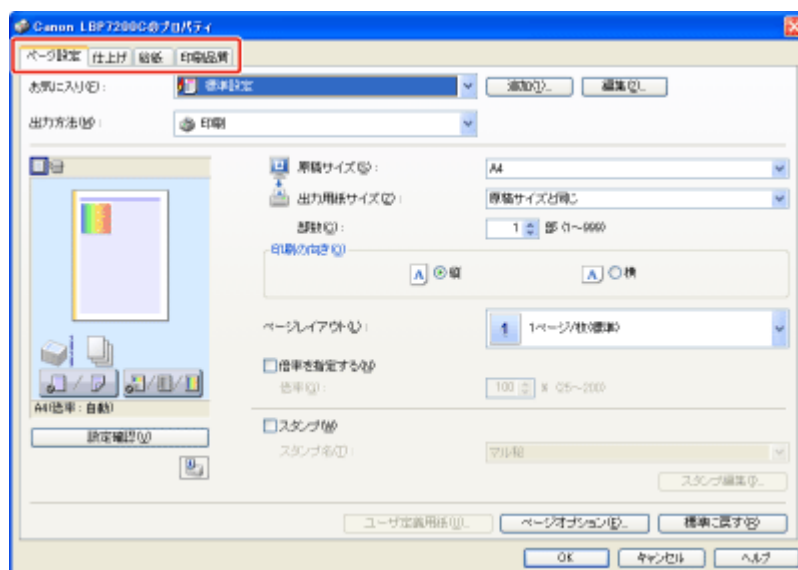 Canon LBP7200Cのプロパティ
ページ設定 仕上げ 給紙 印刷品質
お気に入り(F): 標準設定 追加(1)... 編集(2)...
出力方法(M): 印刷
原稿サイズ(S): A4
出力用紙サイズ(Z): 原稿サイズと同じ
部数(C): 1 部 (1～999)
印刷の向き(O)
A 縦 A 横
ページレイアウト(L): 1 1ページ/枚(標準)
倍率を指定する(N)
倍率(G): 100 % (25～200)
A4(倍率：自動)
設定確認(V)
スタンプ(W)
スタンプ名(T): マル秘
スタンプ編集(I)...
ユーザ定義用紙(U)... ページオプション(E)... 標準に戻す(R)
OK キャンセル ヘルプ